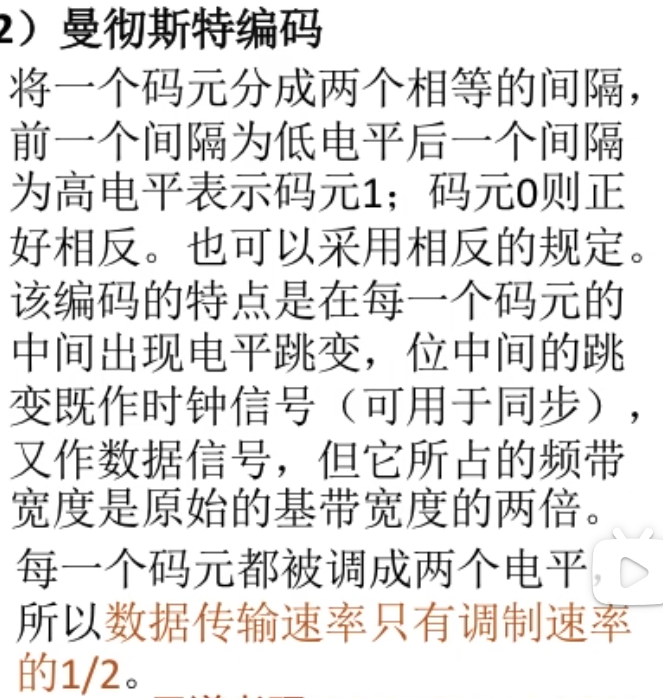 2）曼彻斯特编码
将一个码元分成两个相等的间隔，
前一个间隔为低电平后一个间隔
为高电平表示码元1；码元0则正
好相反。也可以采用相反的规定。
该编码的特点是在每一个码元的
中间出现电平跳变，位中间的跳
变既作时钟信号（可用于同步），
又作数据信号，但它所占的频带
宽度是原始的基带宽度的两倍。
每一个码元都被调成两个电平，
所以数据传输速率只有调制速率
的1/2。